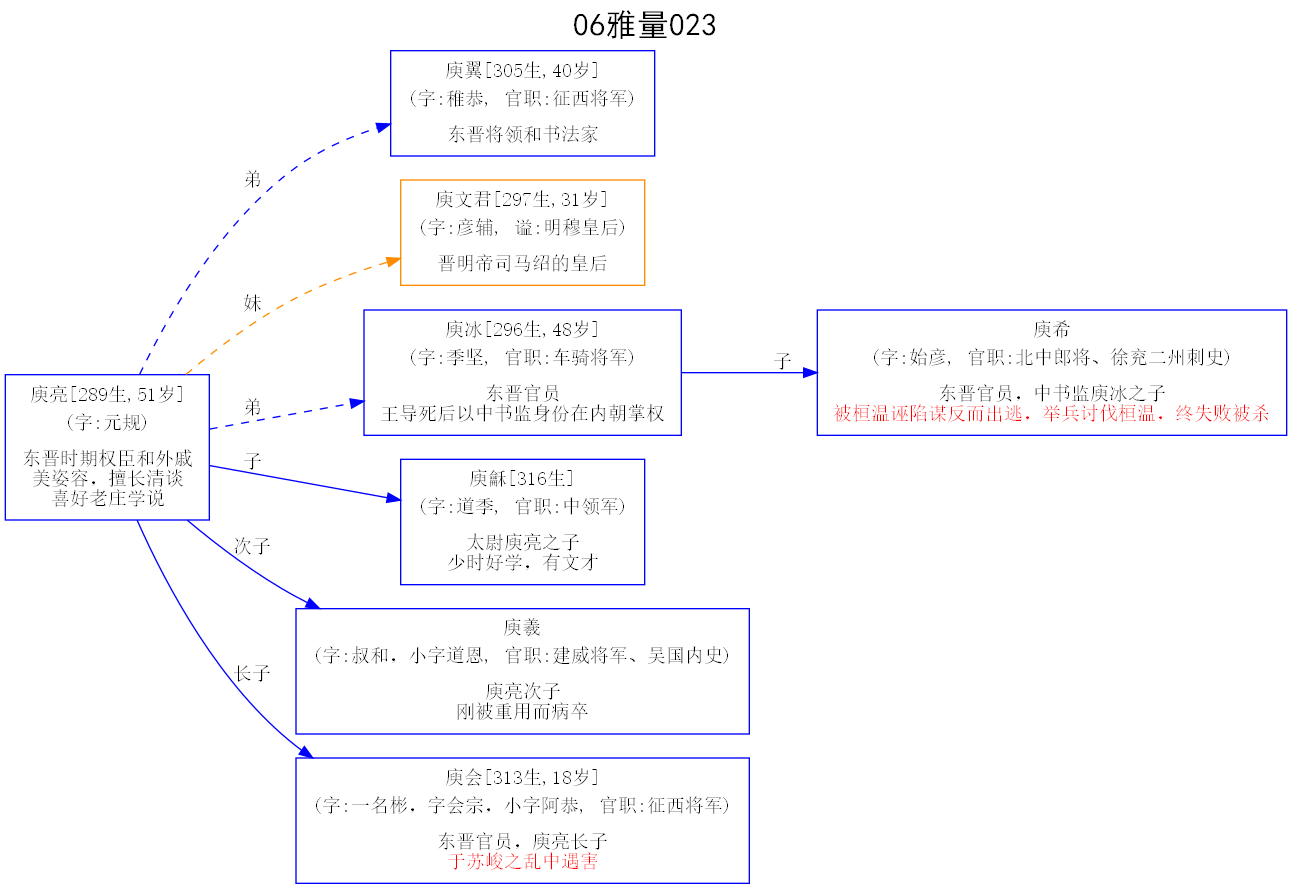 06雅量023
庾翼[305生,40岁]
(字:稚恭, 官职:征西将军)
东晋将领和书法家
弟
庾文君[297生,31岁]
(字:彦辅, 谥:明穆皇后)
晋明帝司马绍的皇后
妹
庾冰[296生,48岁]
(字:季坚, 官职:车骑将军)
东晋官员
王导死后以中书监身份在内朝掌权
子
庾希
(字:始彦, 官职:北中郎将、徐兖二州刺史)
东晋官员，中书监庾冰之子
被桓温诬陷谋反而出逃，举兵讨伐桓温，终失败被杀
庾亮[289生,51岁]
(字:元规)
东晋时期权臣和外戚
美姿容，擅长清谈
喜好老庄学说
弟
子
庾龢[316生]
(字:道季, 官职:中领军)
太尉庾亮之子
少时好学，有文才
次子
庾羲
(字:叔和，小字道恩, 官职:建威将军、吴国内史)
庾亮次子
刚被重用而病卒
长子
庾会[313生,18岁]
(字:一名彬，字会宗，小字阿恭, 官职:征西将军)
东晋官员，庾亮长子
于苏峻之乱中遇害